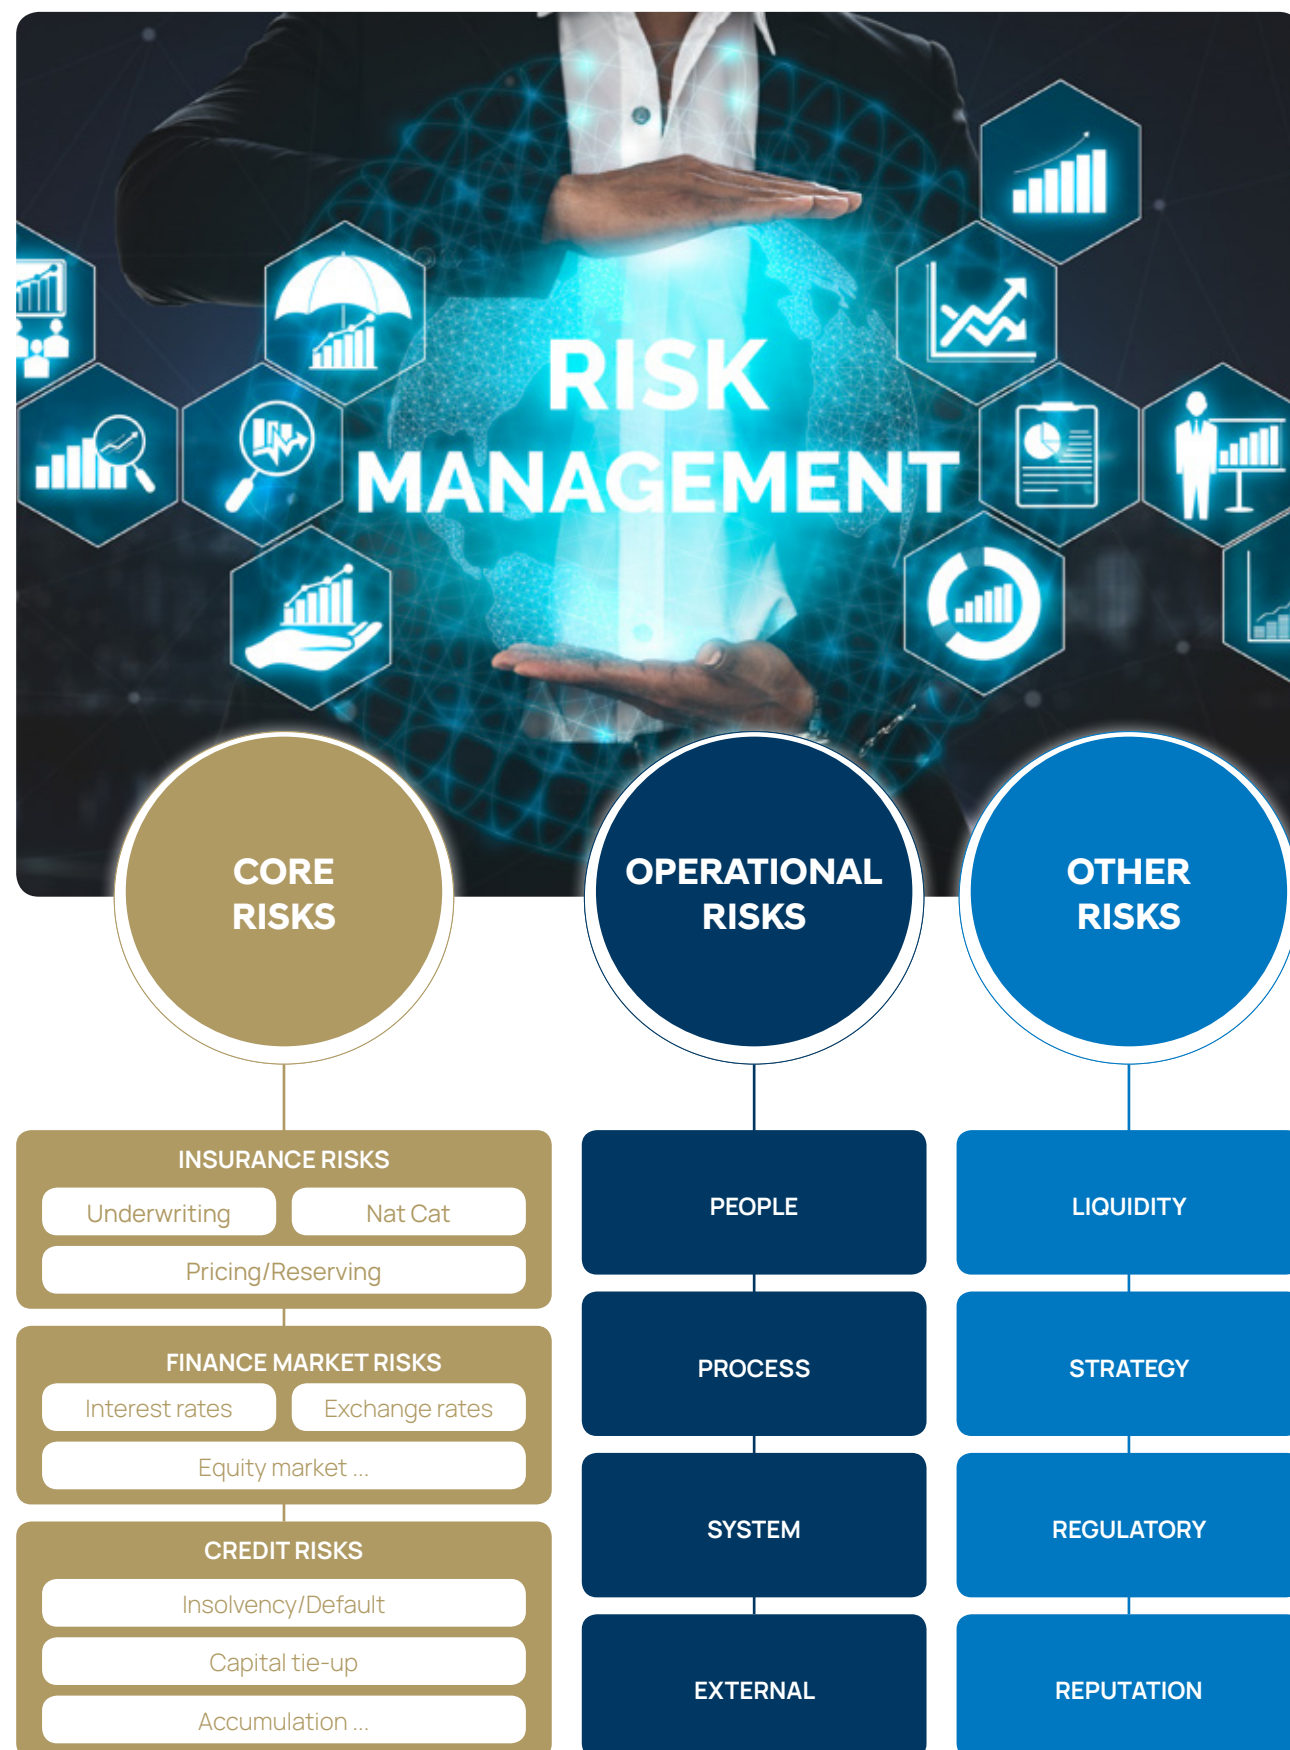 RISK
MANAGEMENT
CORE
RISKS
OPERATIONAL
RISKS
OTHER
RISKS
INSURANCE RISKS
Underwriting
Nat Cat
Pricing/Reserving
FINANCE MARKET RISKS
Interest rates
Exchange rates
Equity market ...
CREDIT RISKS
Insolvency/Default
Capital tie-up
Accumulation ...
PEOPLE
PROCESS
SYSTEM
EXTERNAL
LIQUIDITY
STRATEGY
REGULATORY
REPUTATION